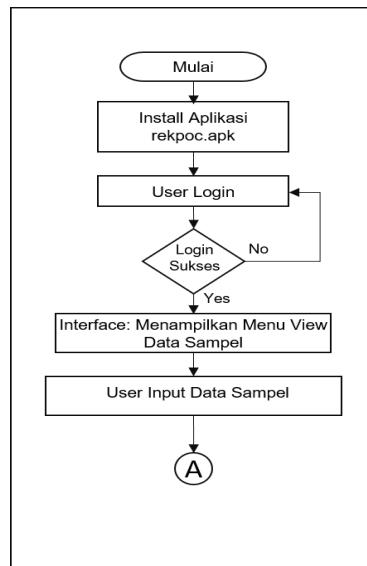 Mulai
Install Aplikasi
rekpoc.apk
User Login
Login
Sukses
No
Yes
Interface: Menampilkan Menu View
Data Sampel
User Input Data Sampel
A